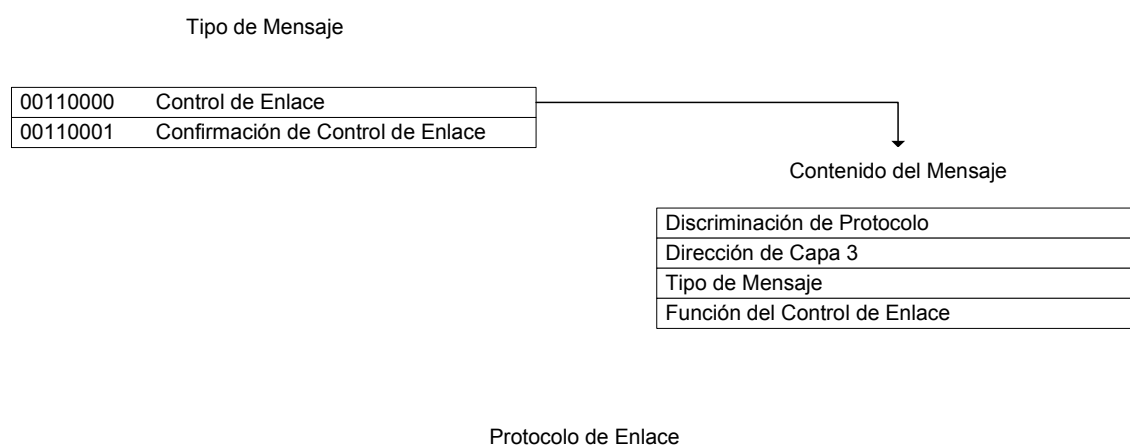 Tipo de Mensaje
00110000 Control de Enlace
00110001 Confirmación de Control de Enlace
Contenido del Mensaje
Discriminación de Protocolo
Dirección de Capa 3
Tipo de Mensaje
Función del Control de Enlace
Protocolo de Enlace